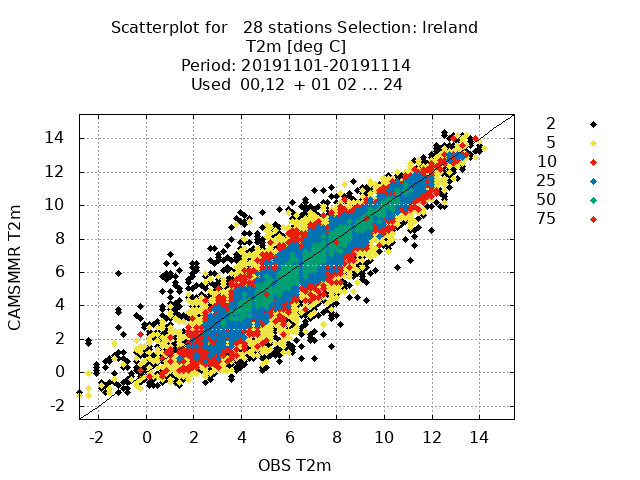 Scatterplot for   28 stations Selection: Ireland
T2m [deg C]
Period: 20191101-20191114
Used  00,12  + 01 02 ... 24
2
5
10
25
50
75
14
12
10
8
6
4
2
0
-2
CAMSMMR T2m
-2 0 2 4 6 8 10 12 14
OBS T2m